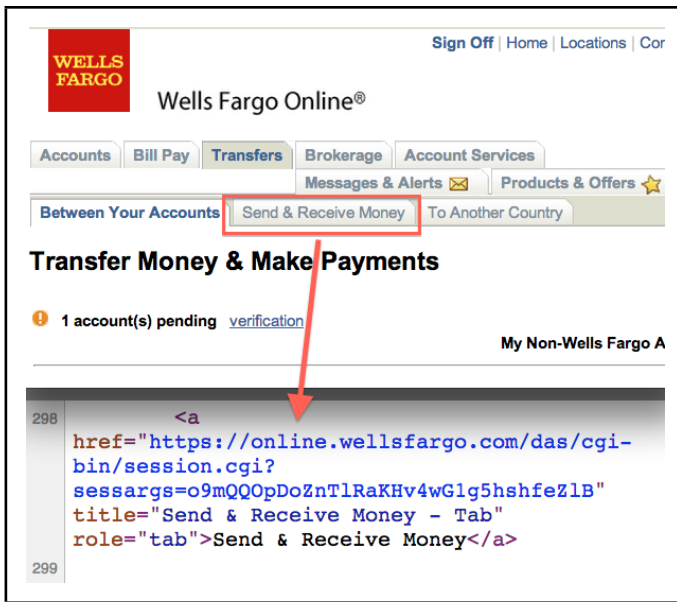 Sign Off | Home | Locations | Cor
WELLS
FARGO
Wells Fargo Online®
Accounts Bill Pay Transfers Brokerage Account Services
Messages & Alerts Products & Offers
Between Your Accounts Send & Receive Money To Another Country
Transfer Money & Make Payments
1 account(s) pending verification
My Non-Wells Fargo A
298 <a
href="https://online.wellsfargo.com/das/cgi-
bin/session.cgi?
sessargs=o9mQQOpDoZnTlRaKHv4wG1g5hshfeZlB"
title="Send & Receive Money - Tab"
role="tab">Send & Receive Money</a>
299